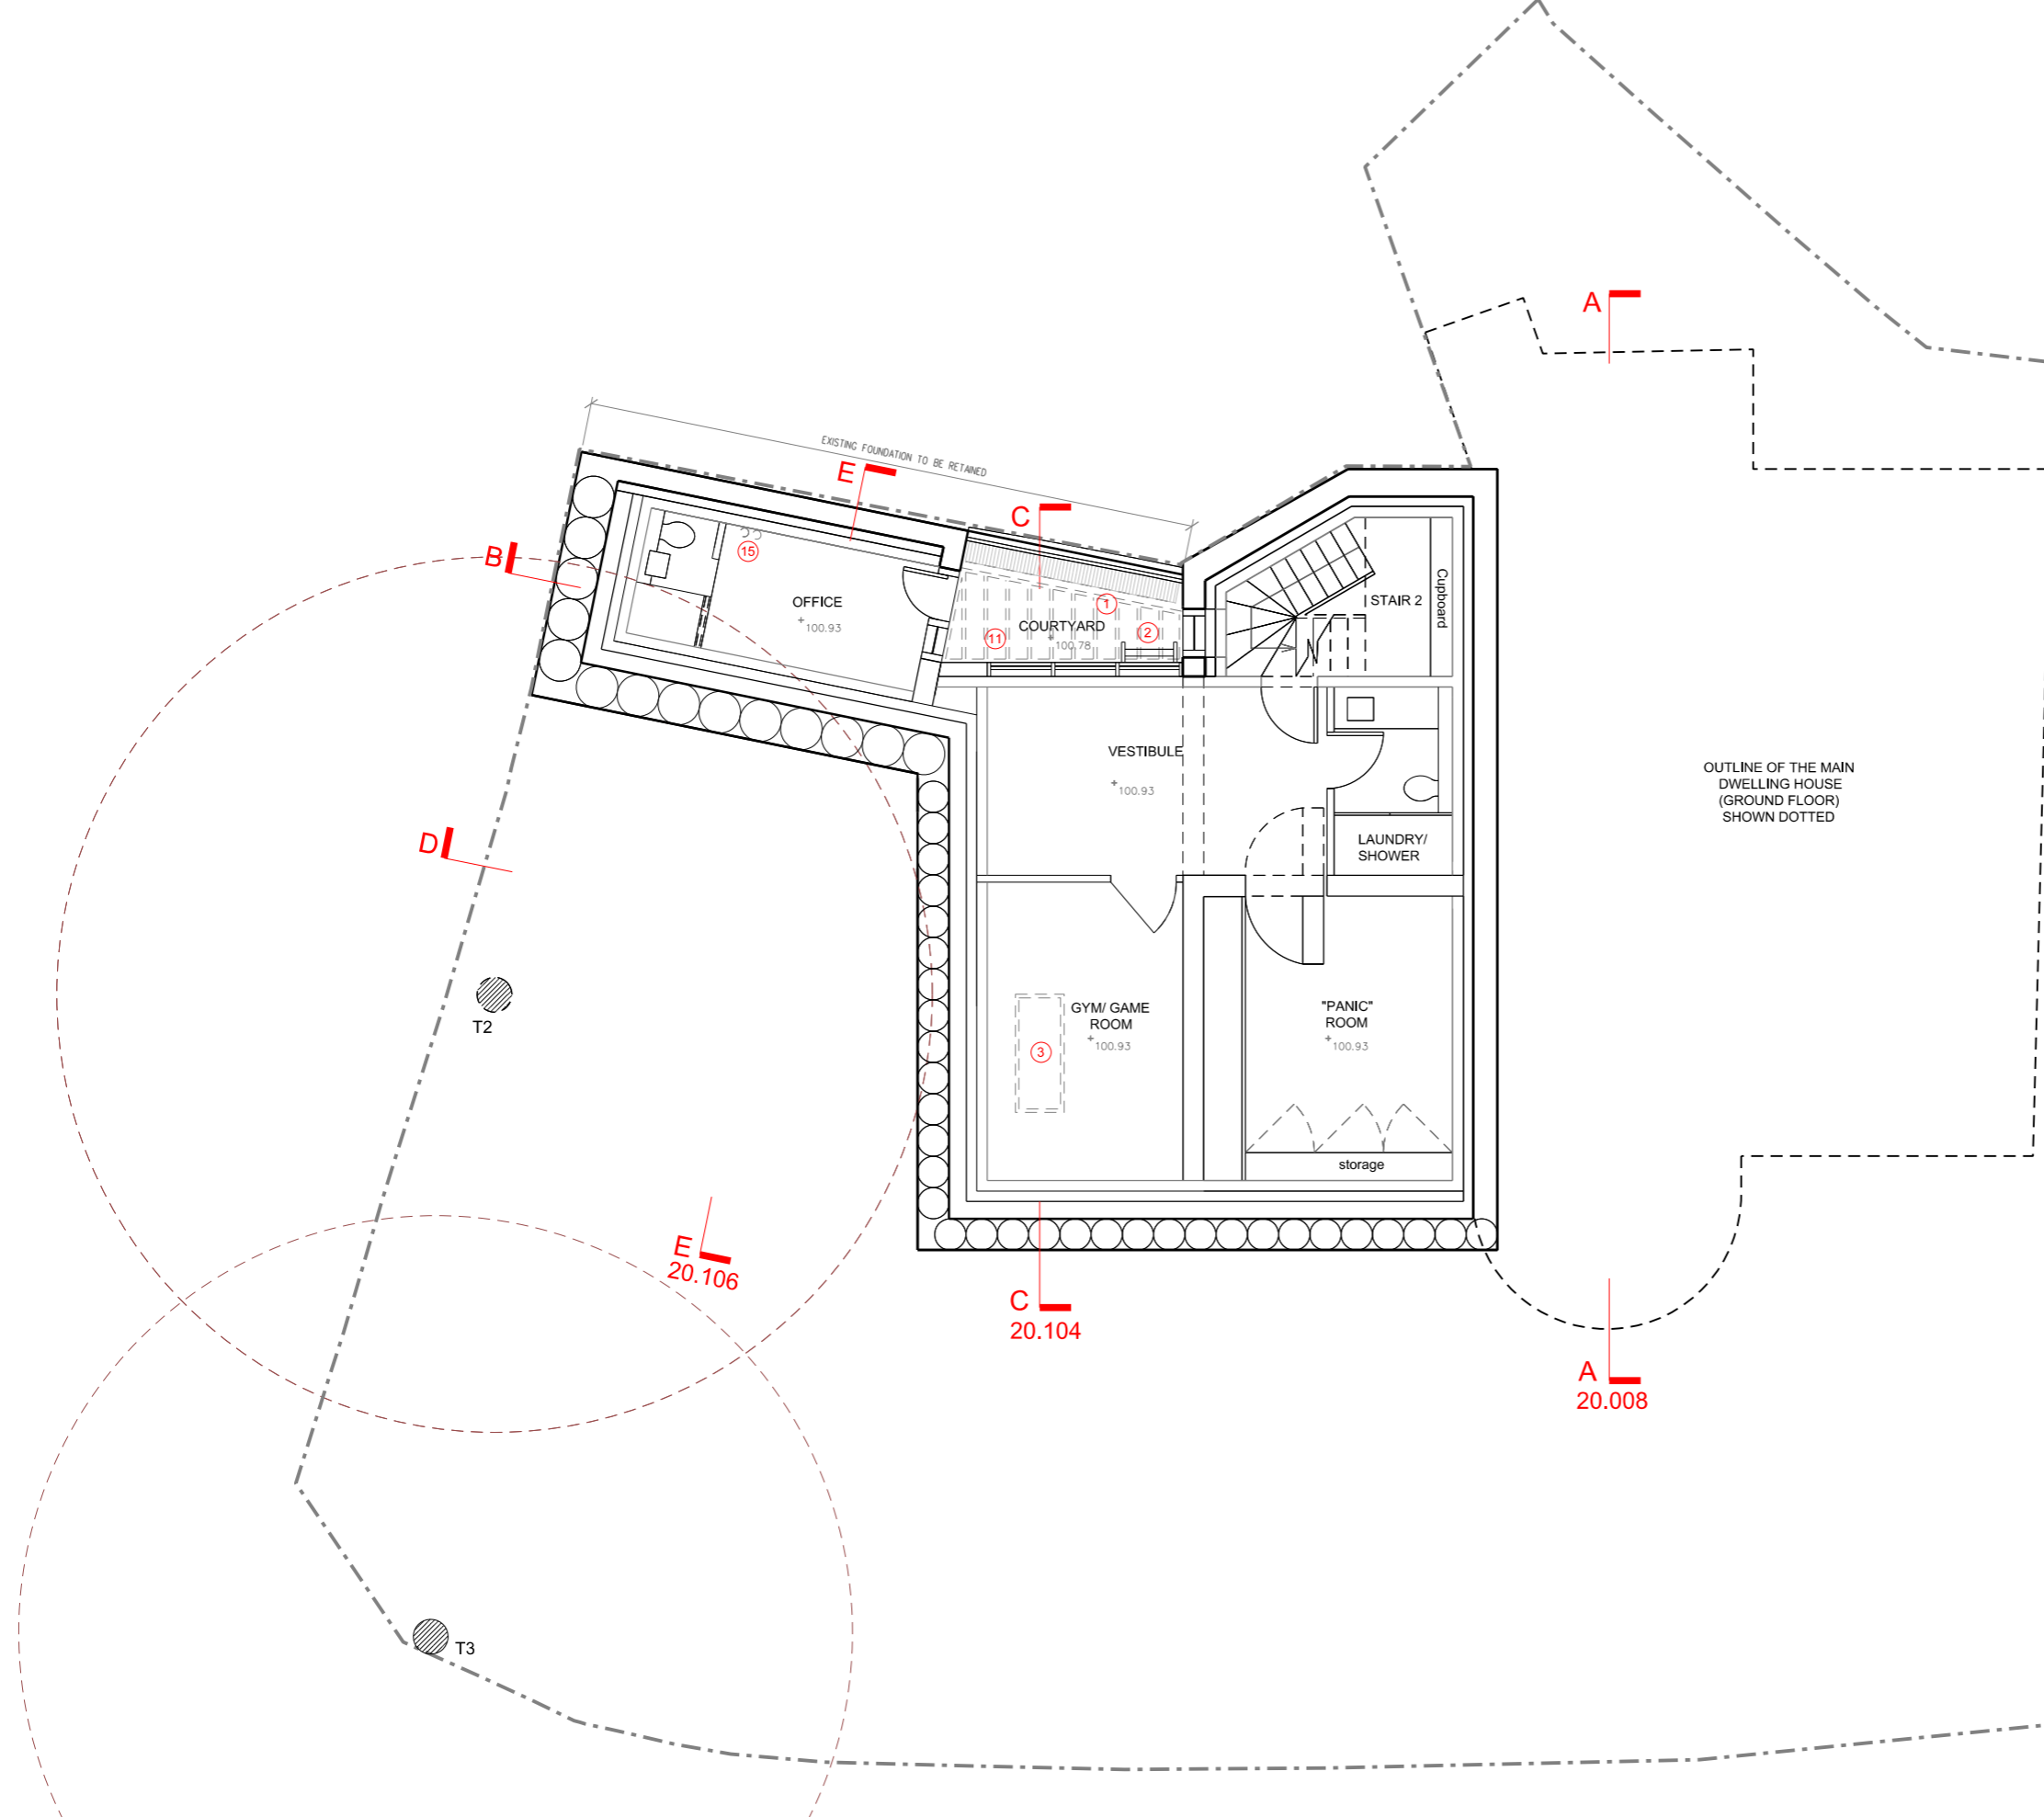 A
EXISTING FOUNDATION TO BE RETAINED
E
C
B
15
OFFICE
100.93
1
COURTYARD
2
11
100.78
STAIR 2
Cupboard
VESTIBULE
100.93
OUTLINE OF THE MAIN
DWELLING HOUSE
(GROUND FLOOR)
SHOWN DOTTED
D
LAUNDRY/
SHOWER
T2
GYM/ GAME
ROOM
100.93
3
"PANIC"
ROOM
100.93
storage
E
20.106
C
20.104
A
20.008
T3